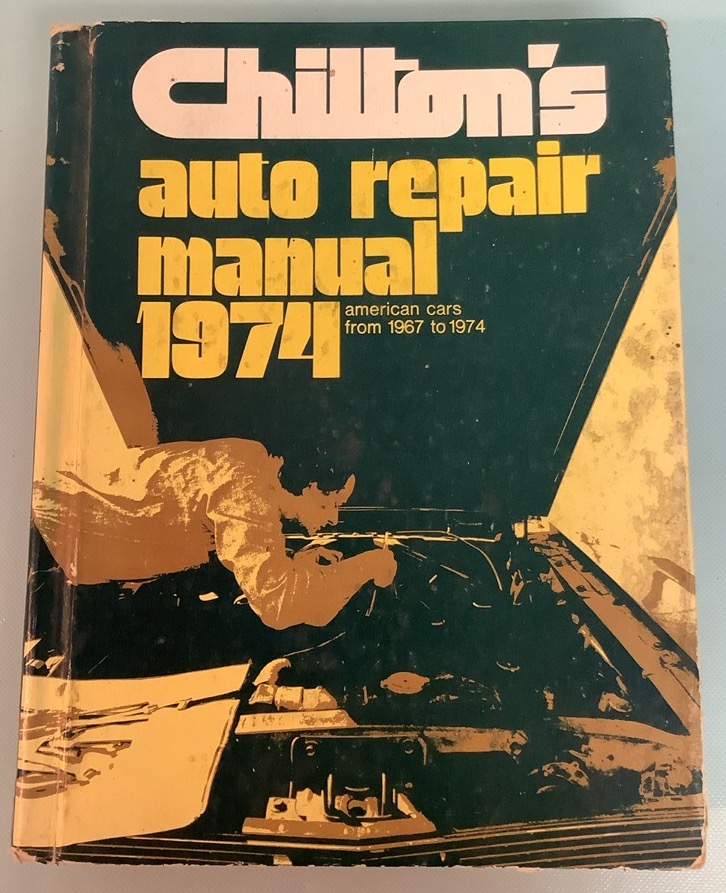 Chilton's
auto repair
manual
1974
american cars
from 1967 to 1974